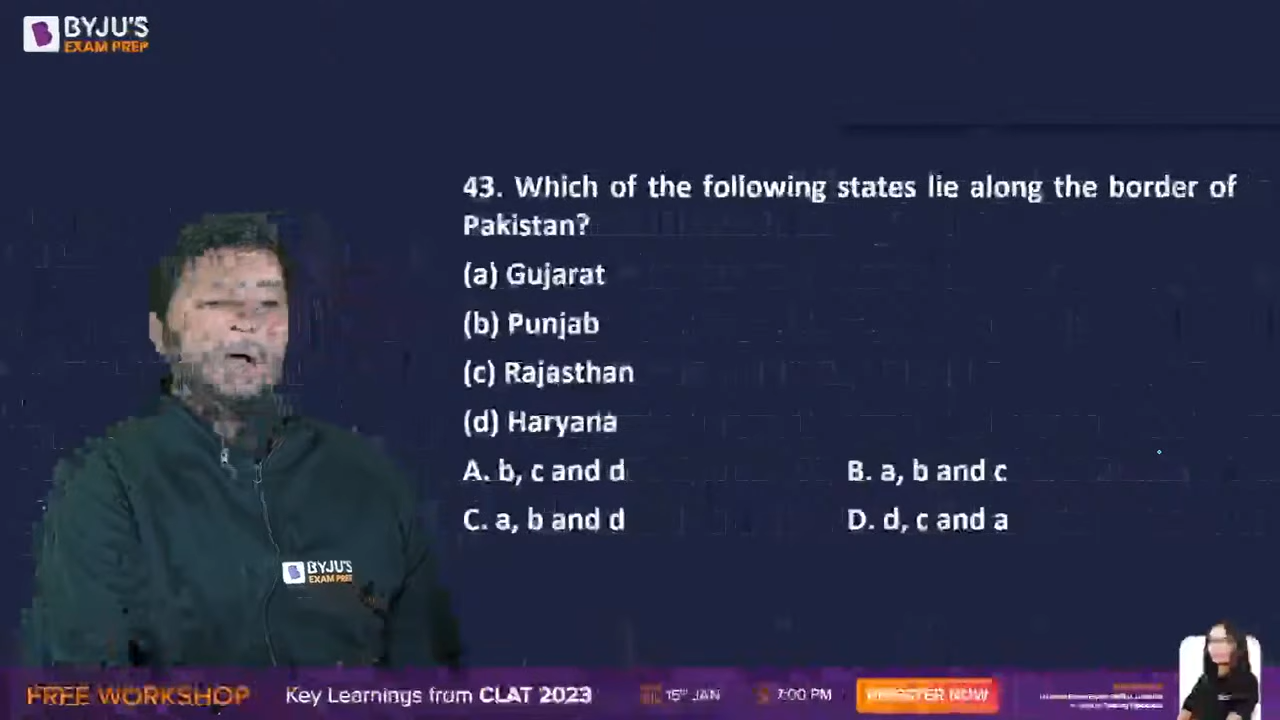 BYJU'S
EXAM PREP
43. Which of the following states lie along the border of
Pakistan?
(a) Gujarat
(b) Punjab
(c) Rajasthan
(d) Haryana
A. b, c and d
B. a, b and c
C. a, b and d
D. d, c and a
BYJU'S
EXAM PREP
FREE WORKSHOP
Key Learnings from CLAT 2023
15th JAN
7:00 PM
REGISTER NOW